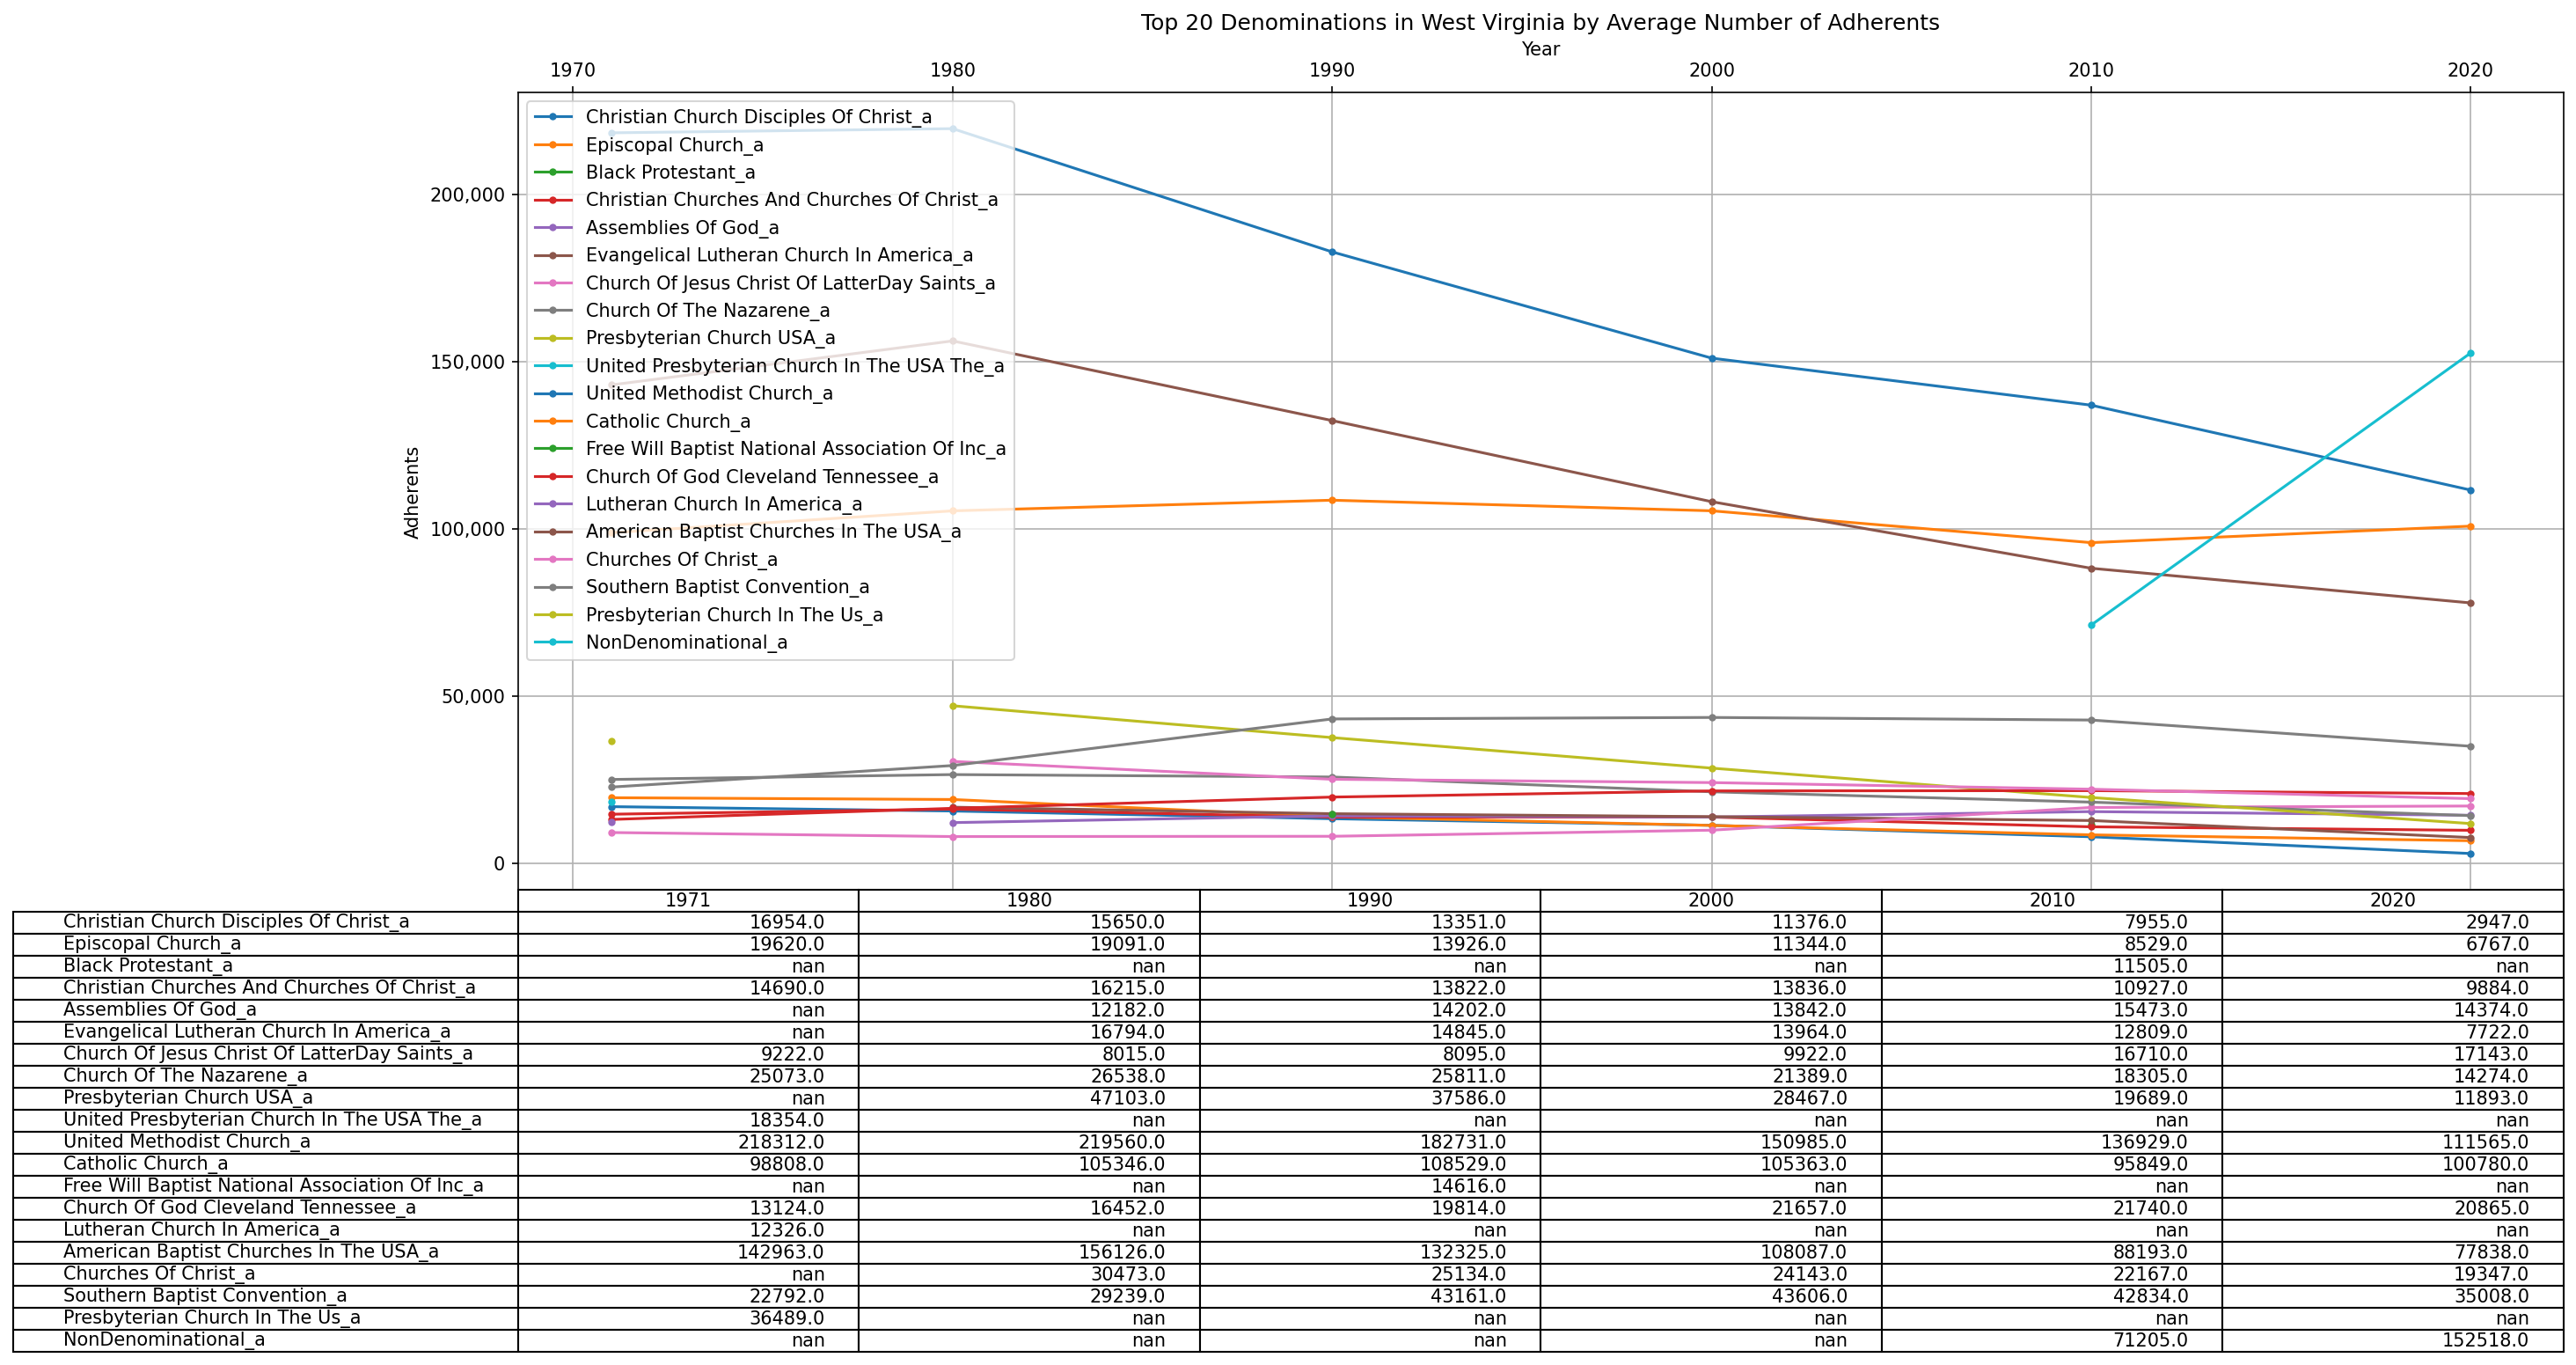 Top 20 Denominations in West Virginia by Average Number of Adherents
Year
1970 1980 1990 2000 2010 2020
Christian Church Disciples Of Christ_a
Episcopal Church_a
Black Protestant_a
Christian Churches And Churches Of Christ_a
Assemblies Of God_a
Evangelical Lutheran Church In America_a
Church Of Jesus Christ Of LatterDay Saints_a
Church Of The Nazarene_a
Presbyterian Church USA_a
United Presbyterian Church In The USA The_a
United Methodist Church_a
Catholic Church_a
Free Will Baptist National Association Of Inc_a
Church Of God Cleveland Tennessee_a
Lutheran Church In America_a
American Baptist Churches In The USA_a
Churches Of Christ_a
Southern Baptist Convention_a
Presbyterian Church In The Us_a
NonDenominational_a
200,000
150,000
100,000
50,000
0
Adherents
1971 1980 1990 2000 2010 2020
Christian Church Disciples Of Christ_a 16954.0 15650.0 13351.0 11376.0 7955.0 2947.0
Episcopal Church_a 19620.0 19091.0 13926.0 11344.0 8529.0 6767.0
Black Protestant_a nan nan nan nan 11505.0 nan
Christian Churches And Churches Of Christ_a 14690.0 16215.0 13822.0 13836.0 10927.0 9884.0
Assemblies Of God_a nan 12182.0 14202.0 13842.0 15473.0 14374.0
Evangelical Lutheran Church In America_a nan 16794.0 14845.0 13964.0 12809.0 7722.0
Church Of Jesus Christ Of LatterDay Saints_a 9222.0 8015.0 8095.0 9922.0 16710.0 17143.0
Church Of The Nazarene_a 25073.0 26538.0 25811.0 21389.0 18305.0 14274.0
Presbyterian Church USA_a nan 47103.0 37586.0 28467.0 19689.0 11893.0
United Presbyterian Church In The USA The_a 18354.0 nan nan nan nan nan
United Methodist Church_a 218312.0 219560.0 182731.0 150985.0 136929.0 111565.0
Catholic Church_a 98808.0 105346.0 108529.0 105363.0 95849.0 100780.0
Free Will Baptist National Association Of Inc_a nan nan 14616.0 nan nan nan
Church Of God Cleveland Tennessee_a 13124.0 16452.0 19814.0 21657.0 21740.0 20865.0
Lutheran Church In America_a 12326.0 nan nan nan nan nan
American Baptist Churches In The USA_a 142963.0 156126.0 132325.0 108087.0 88193.0 77838.0
Churches Of Christ_a nan 30473.0 25134.0 24143.0 22167.0 19347.0
Southern Baptist Convention_a 22792.0 29239.0 43161.0 43606.0 42834.0 35008.0
Presbyterian Church In The Us_a 36489.0 nan nan nan nan nan
NonDenominational_a nan nan nan nan 71205.0 152518.0